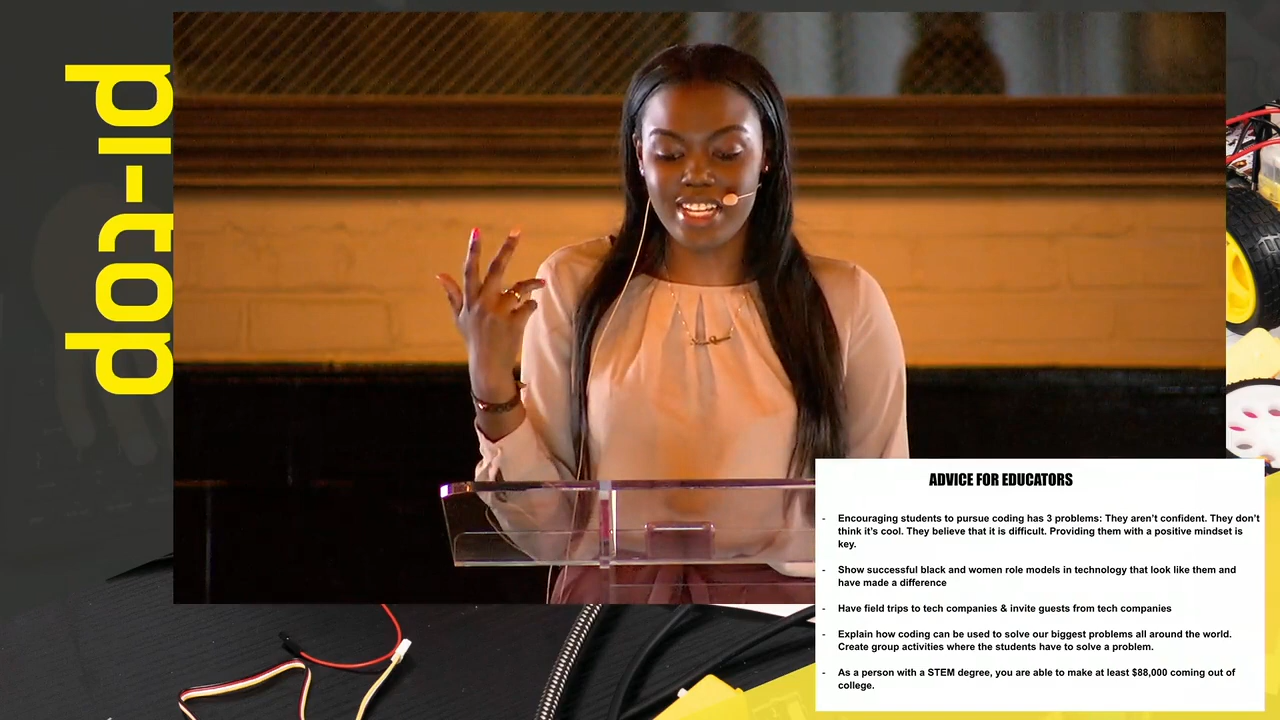 pi-top
ADVICE FOR EDUCATORS
- Encouraging students to pursue coding has 3 problems: They aren't confident. They don't
think it's cool. They believe that it is difficult. Providing them with a positive mindset is
key.
- Show successful black and women role models in technology that look like them and
have made a difference
- Have field trips to tech companies & invite guests from tech companies
- Explain how coding can be used to solve our biggest problems all around the world.
Create group activities where the students have to solve a problem.
- As a person with a STEM degree, you are able to make at least $88,000 coming out of
college.